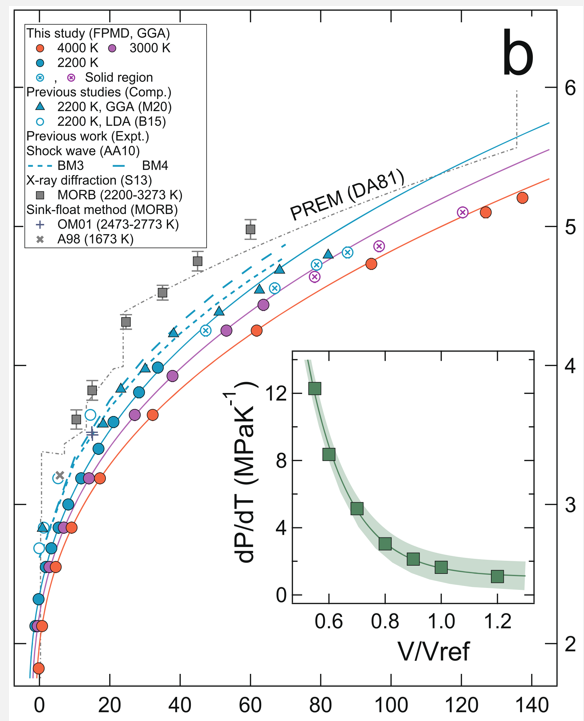 This study (FPMD, GGA)
4000 K 3000 K
2200 K
, Solid region
Previous studies (Comp.)
2200 K, GGA (M20)
2200 K, LDA (B15)
Previous work (Expt.)
Shock wave (AA10)
BM3 BM4
X-ray diffraction (S13)
MORB (2200-3273 K)
Sink-float method (MORB)
OM01 (2473-2773 K)
A98 (1673 K)
b
PREM (DA81)
6
5
4
3
2
0 20 40 60 80 100 120 140
dP/dT (MPaK⁻¹)
12
8
4
0
0.6 0.8 1.0 1.2
V/Vref